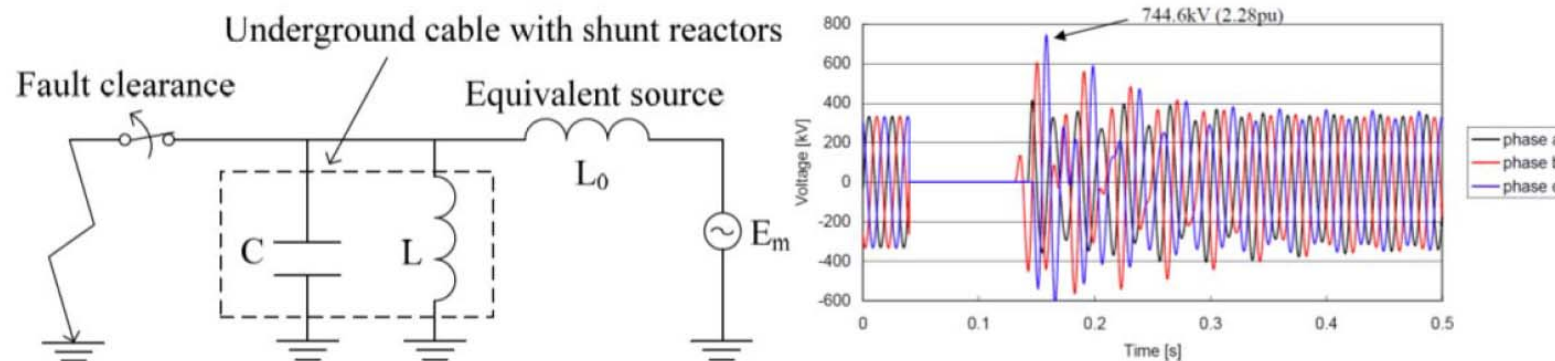 Underground cable with shunt reactors
Fault clearance
Equivalent source
L0
C
L
Em
744.6kV (2.28pu)
800
600
400
200
0
-200
-400
-600
Voltage [kV]
0
0.1
0.2
0.3
0.4
0.5
Time [s]
phase a
phase b
phase c